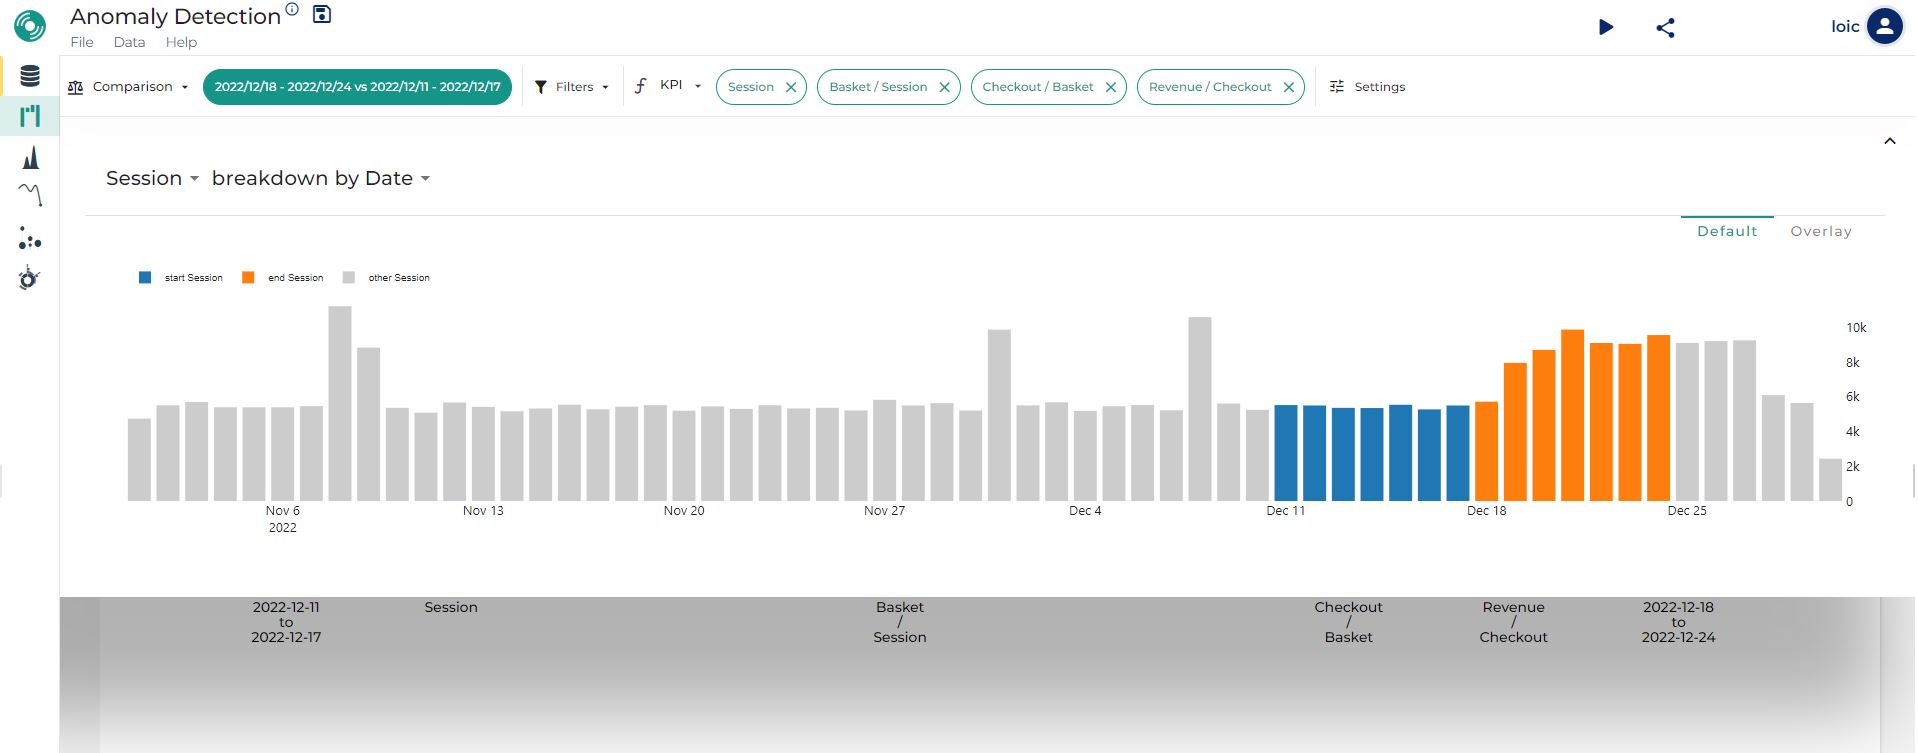 Anomaly Detection
loic
File Data Help
Comparison 2022/12/18 - 2022/12/24 vs 2022/12/11 - 2022/12/17 Filters KPI Session Basket / Session Checkout / Basket Revenue / Checkout Settings
Session breakdown by Date
Default Overlay
start Session end Session other Session
10k
8k
6k
4k
2k
0
Nov 6 Nov 13 Nov 20 Nov 27 Dec 4 Dec 11 Dec 18 Dec 25
2022
2022-12-11 Session Basket Checkout Revenue 2022-12-18
to / / / to
2022-12-17 Session Basket Checkout 2022-12-24